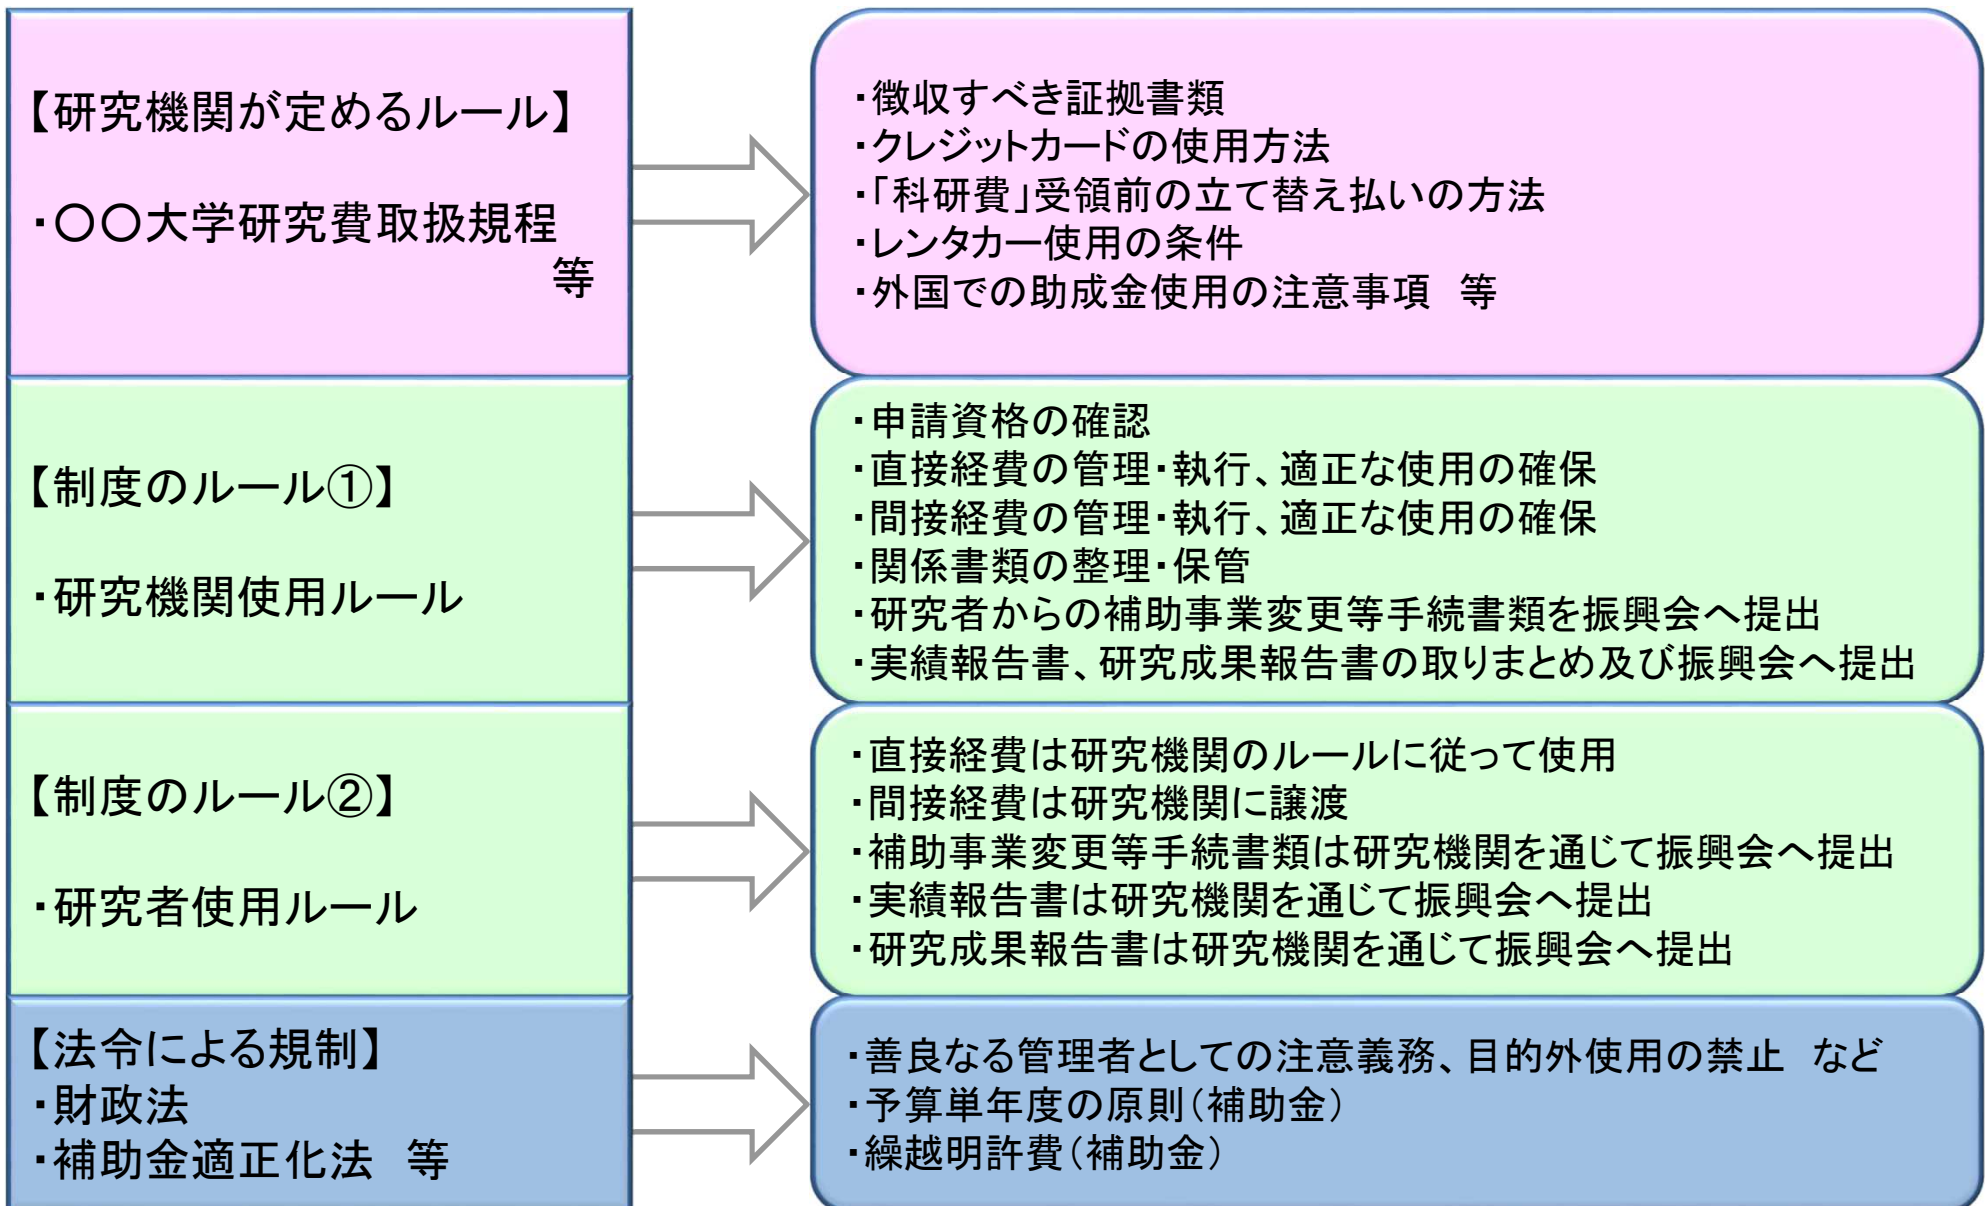 【研究機関が定めるルール】
・〇〇大学研究費取扱規程
等
・徴収すべき証拠書類
・クレジットカードの使用方法
・「科研費」受領前の立て替え払いの方法
・レンタカー使用の条件
・外国での助成金使用の注意事項　等
【制度のルール①】
・研究機関使用ルール
・申請資格の確認
・直接経費の管理・執行、適正な使用の確保
・間接経費の管理・執行、適正な使用の確保
・関係書類の整理・保管
・研究者からの補助事業変更等手続書類を振興会へ提出
・実績報告書、研究成果報告書の取りまとめ及び振興会へ提出
【制度のルール②】
・研究者使用ルール
・直接経費は研究機関のルールに従って使用
・間接経費は研究機関に譲渡
・補助事業変更等手続書類は研究機関を通じて振興会へ提出
・実績報告書は研究機関を通じて振興会へ提出
・研究成果報告書は研究機関を通じて振興会へ提出
【法令による規制】
・財政法
・補助金適正化法　等
・善良なる管理者としての注意義務、目的外使用の禁止　など
・予算単年度の原則（補助金）
・繰越明許費（補助金）